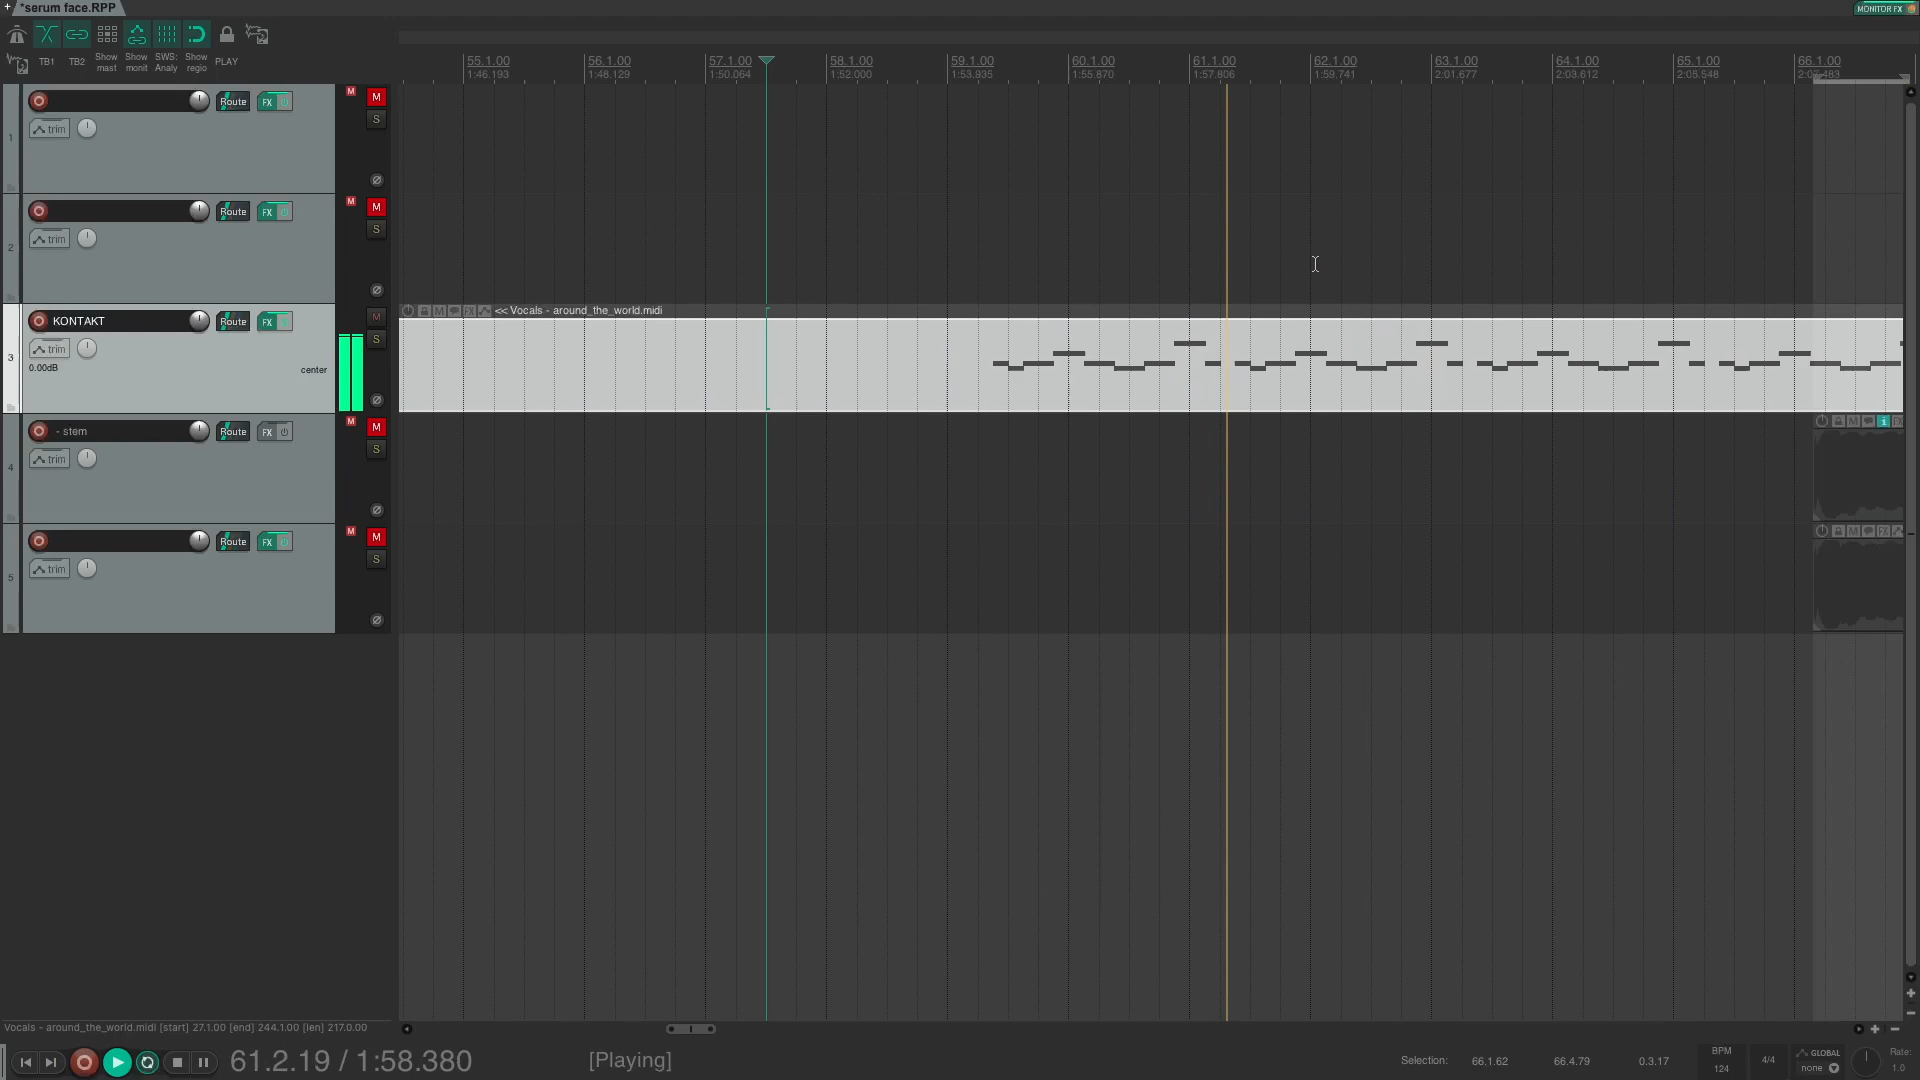 + *serum face.RPP
MONITOR FX
TB1 TB2 Show mast Show monit SWS: Analy Show regio PLAY
55.1.00 56.1.00 57.1.00 58.1.00 59.1.00 60.1.00 61.1.00 62.1.00 63.1.00 64.1.00 65.1.00 66.1.00
1:46.193 1:48.129 1:50.064 1:52.000 1:53.935 1:55.870 1:57.806 1:59.741 2:01.677 2:03.612 2:05.548
1 Route FX M M
trim S
2 Route FX M M
trim S
<< Vocals - around_the_world.midi
3 KONTAKT Route FX M
trim S
0.00dB center
4 - stem Route FX M M
trim S
5 Route FX M M
trim S
Vocals - around_the_world.midi [start] 27.1.00 [end] 244.1.00 [len] 217.0.00
61.2.19 / 1:58.380 [Playing]
Selection: 66.1.62 66.4.79 0.3.17
BPM
124
4/4
GLOBAL
none
Rate:
1.0